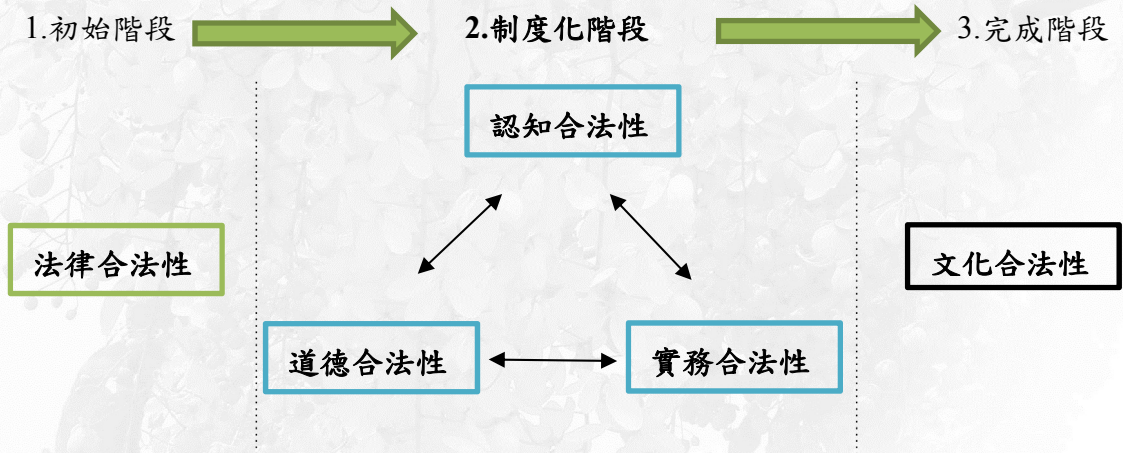 1.初始階段
2.制度化階段
3.完成階段
認知合法性
法律合法性
文化合法性
道德合法性
實務合法性